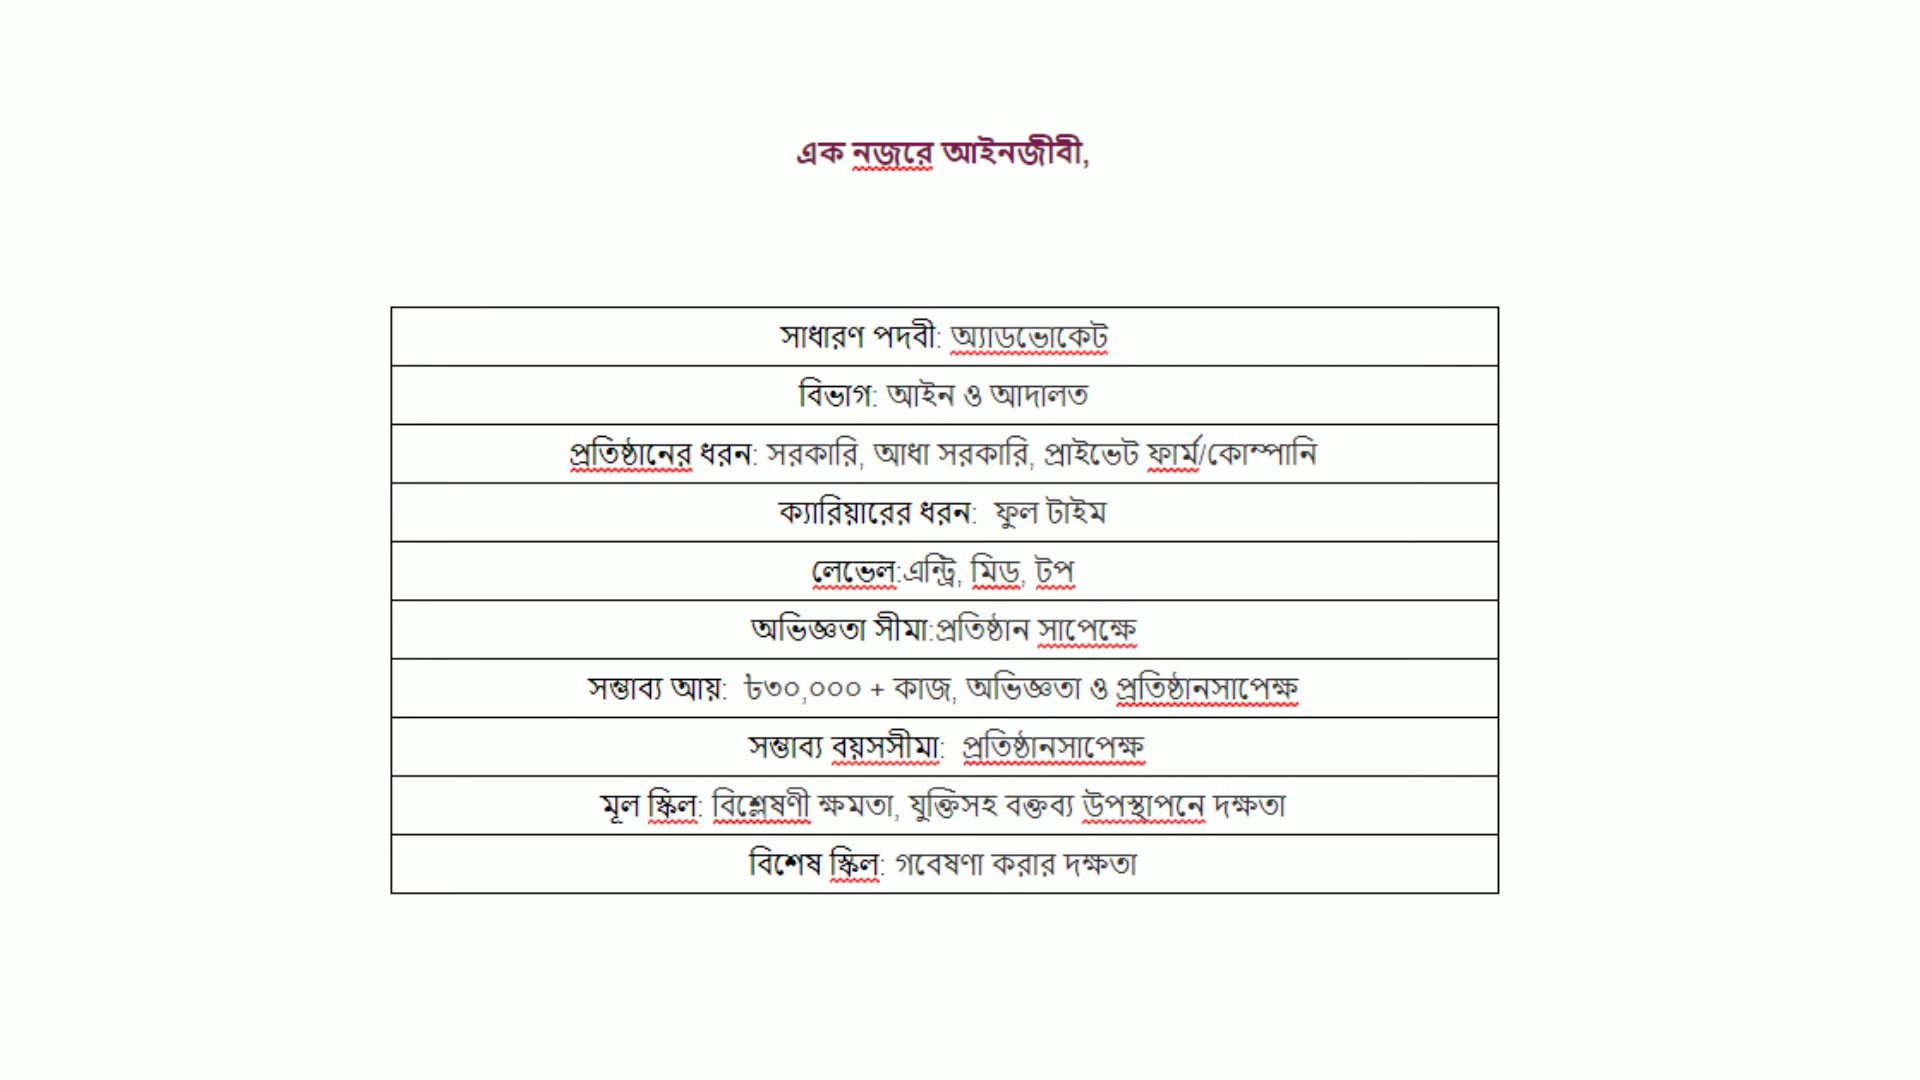 এক নজরে আইনজীবী,
সাধারণ পদবী: অ্যাডভোকেট
বিভাগ: আইন ও আদালত
প্রতিষ্ঠানের ধরন: সরকারি, আধা সরকারি, প্রাইভেট ফার্ম/কোম্পানি
ক্যারিয়ারের ধরন: ফুল টাইম
লেভেল:এন্ট্রি, মিড, টপ
অভিজ্ঞতা সীমা:প্রতিষ্ঠান সাপেক্ষে
সম্ভাব্য আয়: ৳৩০,০০০ + কাজ, অভিজ্ঞতা ও প্রতিষ্ঠানসাপেক্ষ
সম্ভাব্য বয়সসীমা: প্রতিষ্ঠানসাপেক্ষ
মূল স্কিল: বিশ্লেষণী ক্ষমতা, যুক্তিসহ বক্তব্য উপস্থাপনে দক্ষতা
বিশেষ স্কিল: গবেষণা করার দক্ষতা